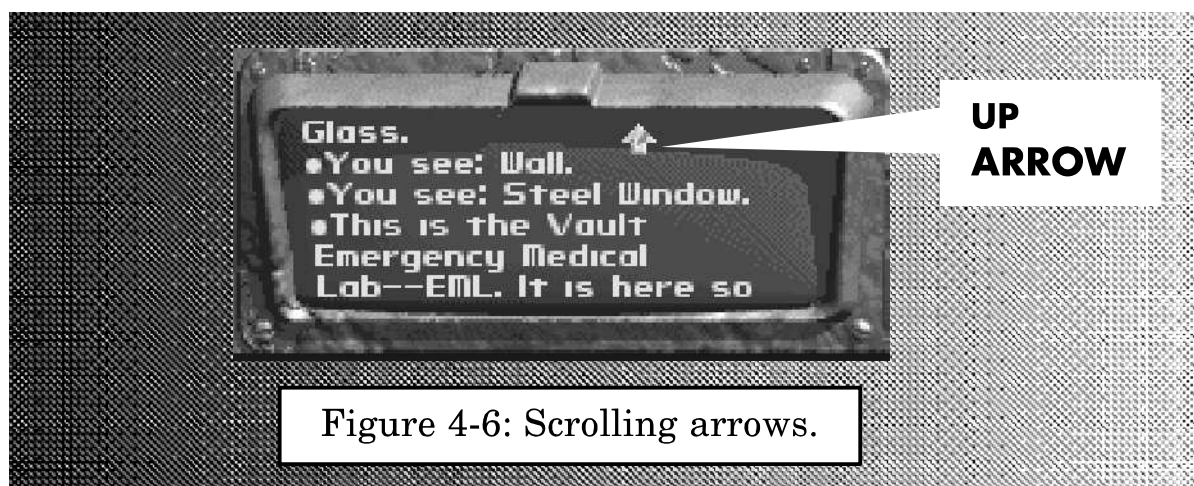 Glass.
•You see: Wall.
•You see: Steel Window.
•This is the Vault
Emergency Medical
Lab--EML. It is here so
UP
ARROW
Figure 4-6: Scrolling arrows.